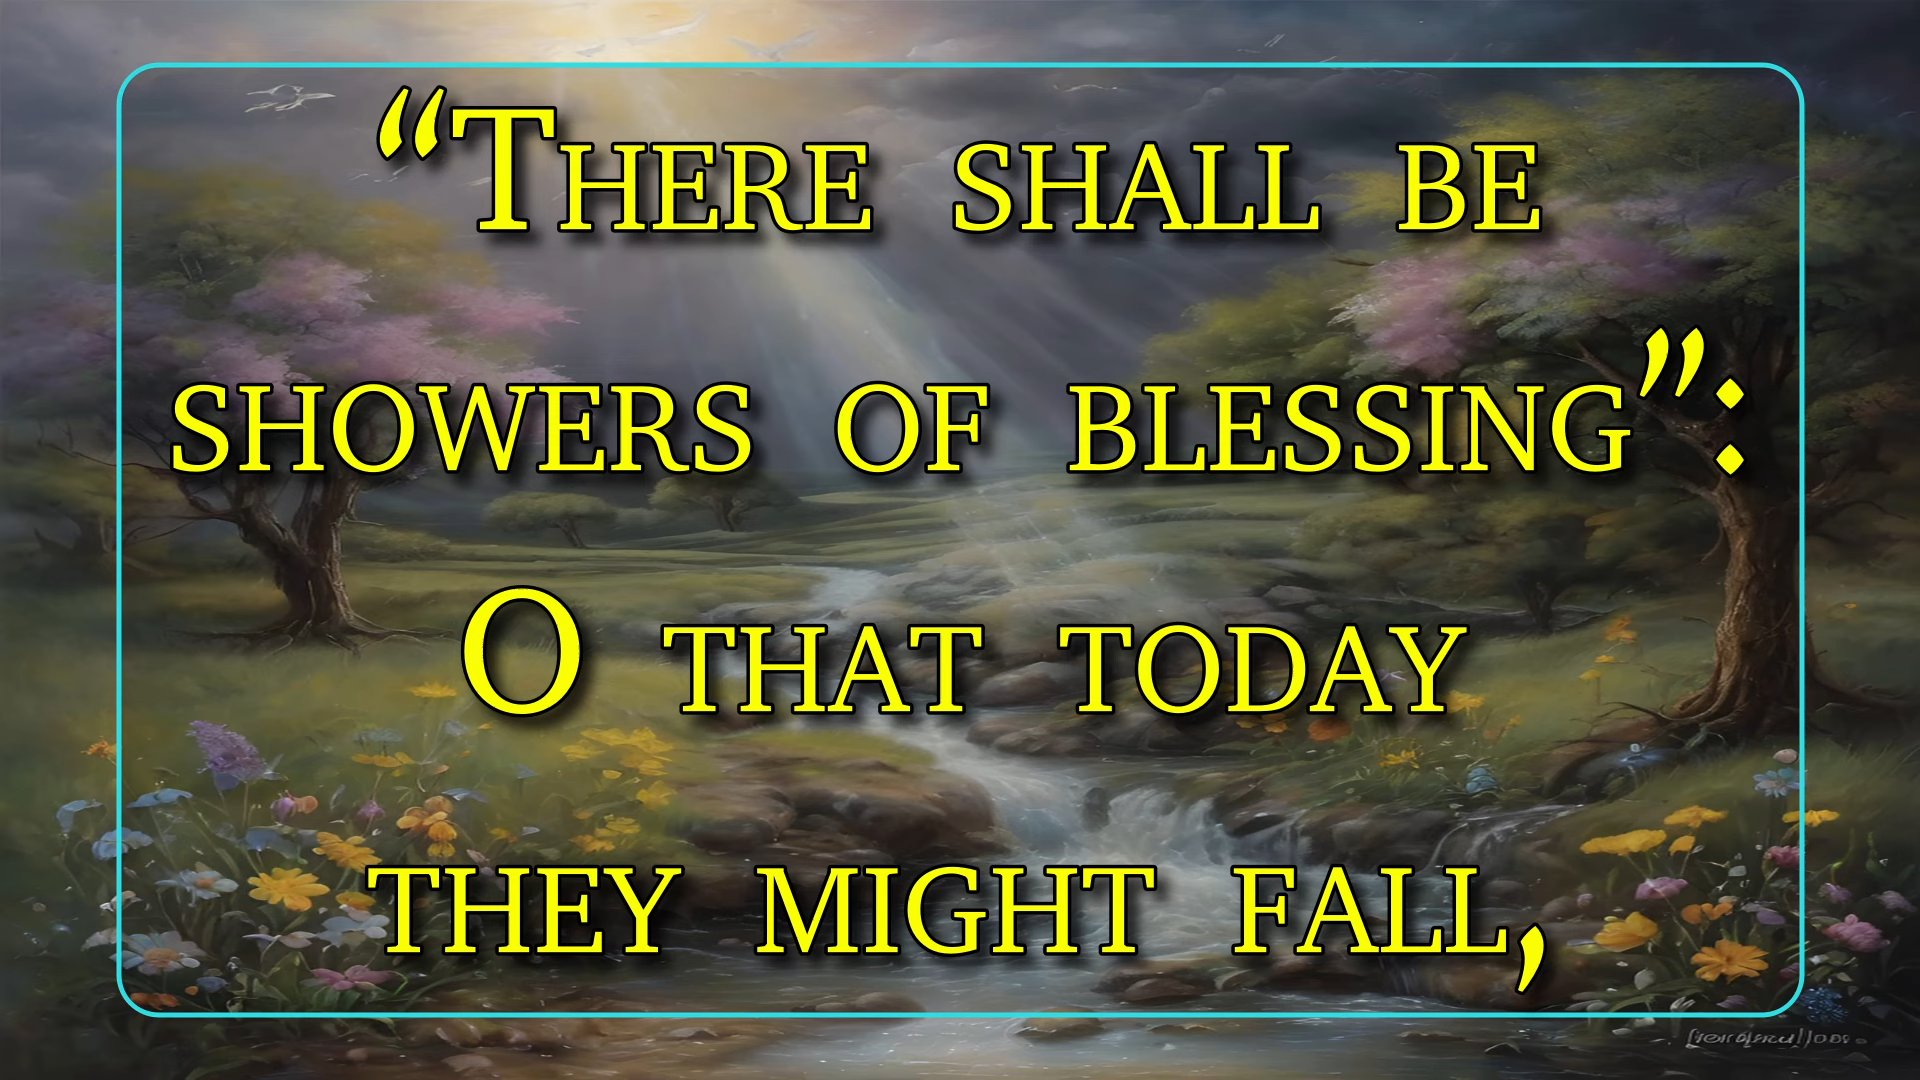 “There shall be
showers of blessing”:
O that today
they might fall,